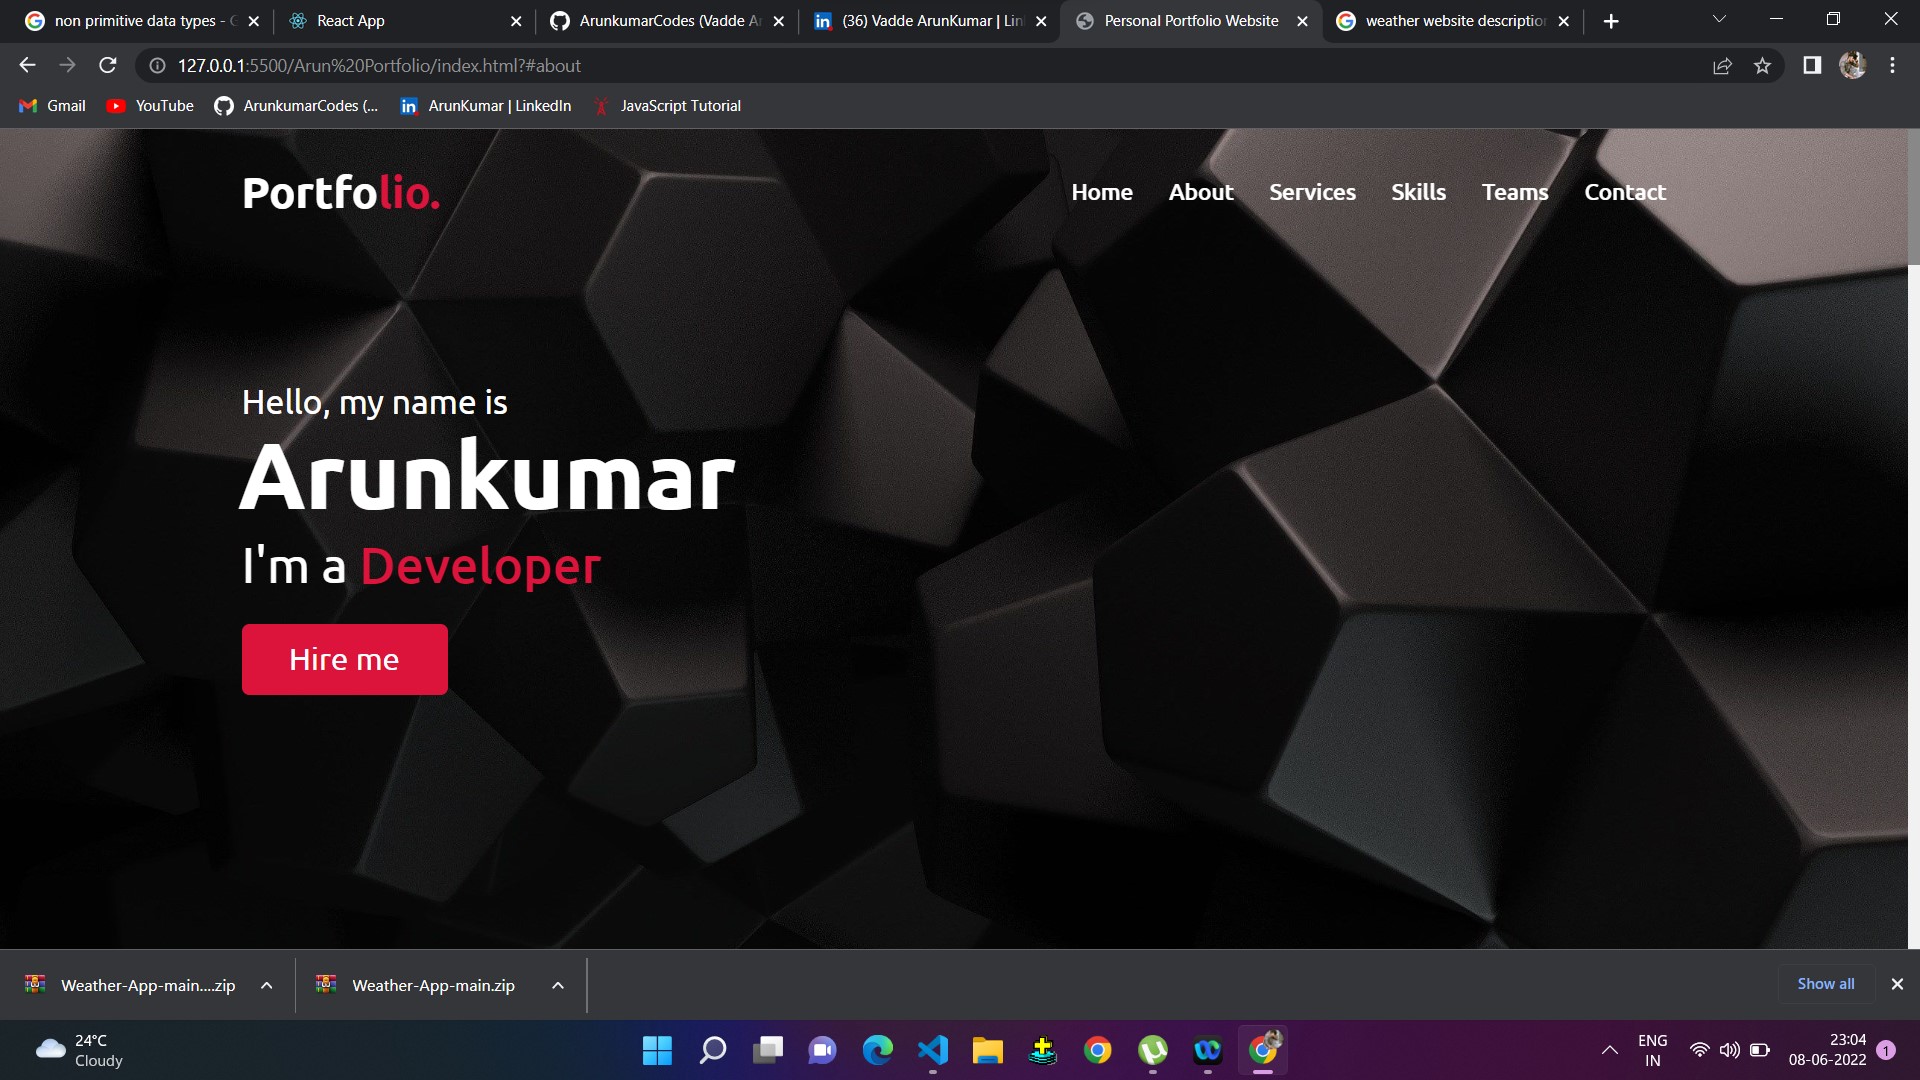 non primitive data types - G
React App
ArunkumarCodes (Vadde Ar
(36) Vadde ArunKumar | Lin
Personal Portfolio Website
weather website description
127.0.0.1:5500/Arun%20Portfolio/index.html?#about
Gmail
YouTube
ArunkumarCodes (...
ArunKumar | LinkedIn
JavaScript Tutorial
Portfolio.
Home
About
Services
Skills
Teams
Contact
Hello, my name is
Arunkumar
I'm a Developer
Hire me
Weather-App-main....zip
Weather-App-main.zip
Show all
24°C
Cloudy
ENG
IN
23:04
08-06-2022
1